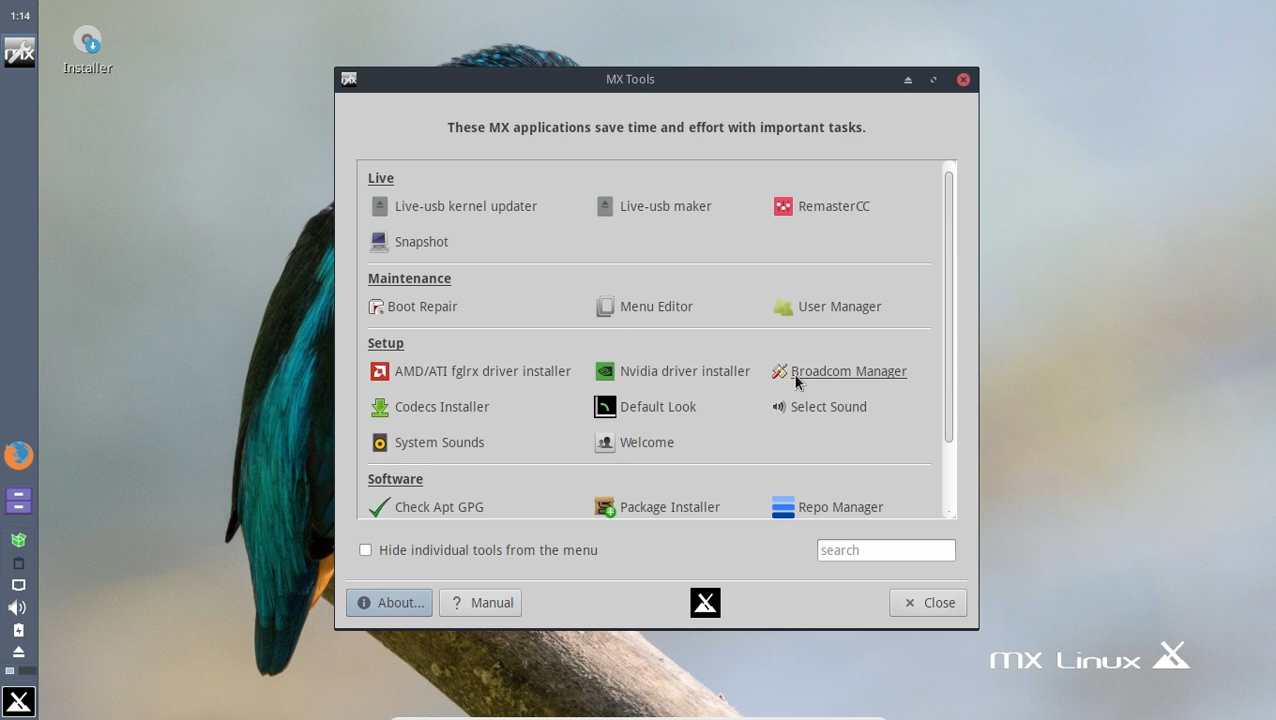 1:14
Installer
MX Tools
These MX applications save time and effort with important tasks.
Live
Live-usb kernel updater Live-usb maker RemasterCC
Snapshot
Maintenance
Boot Repair Menu Editor User Manager
Setup
AMD/ATI fglrx driver installer Nvidia driver installer Broadcom Manager
Codecs Installer Default Look Select Sound
System Sounds Welcome
Software
Check Apt GPG Package Installer Repo Manager
Hide individual tools from the menu search
About... ? Manual Close
mx Linux